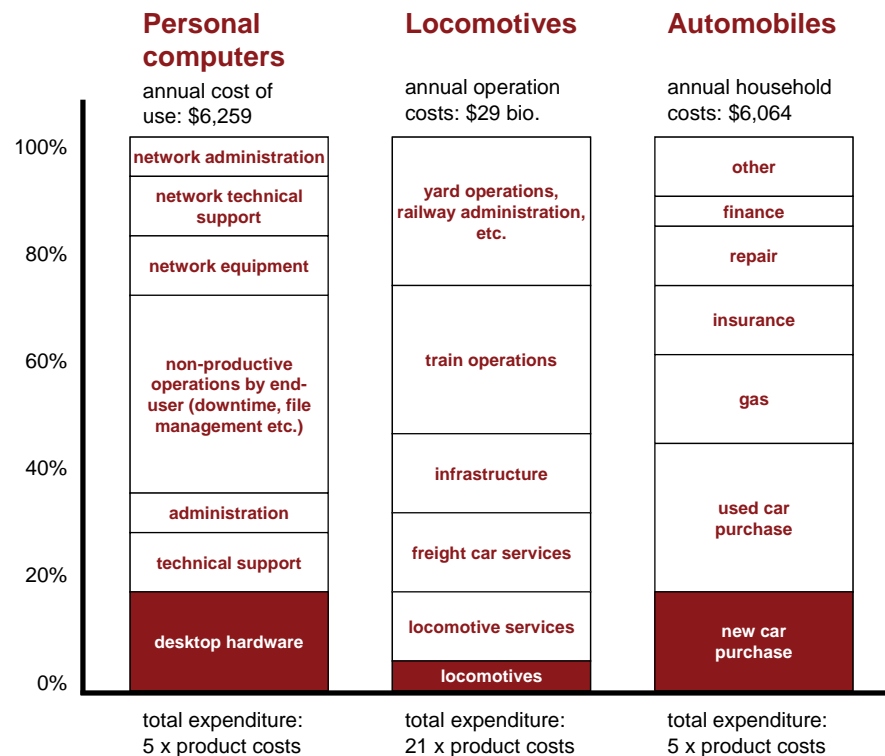 Personal
computers
annual cost of
use: $6,259
Locomotives
annual operation
costs: $29 bio.
Automobiles
annual household
costs: $6,064
100%
80%
60%
40%
20%
0%
network administration
network technical
support
network equipment
non-productive
operations by end-
user (downtime, file
management etc.)
administration
technical support
desktop hardware
yard operations,
railway administration,
etc.
train operations
infrastructure
freight car services
locomotive services
locomotives
other
finance
repair
insurance
gas
used car
purchase
new car
purchase
total expenditure:
5 x product costs
total expenditure:
21 x product costs
total expenditure:
5 x product costs